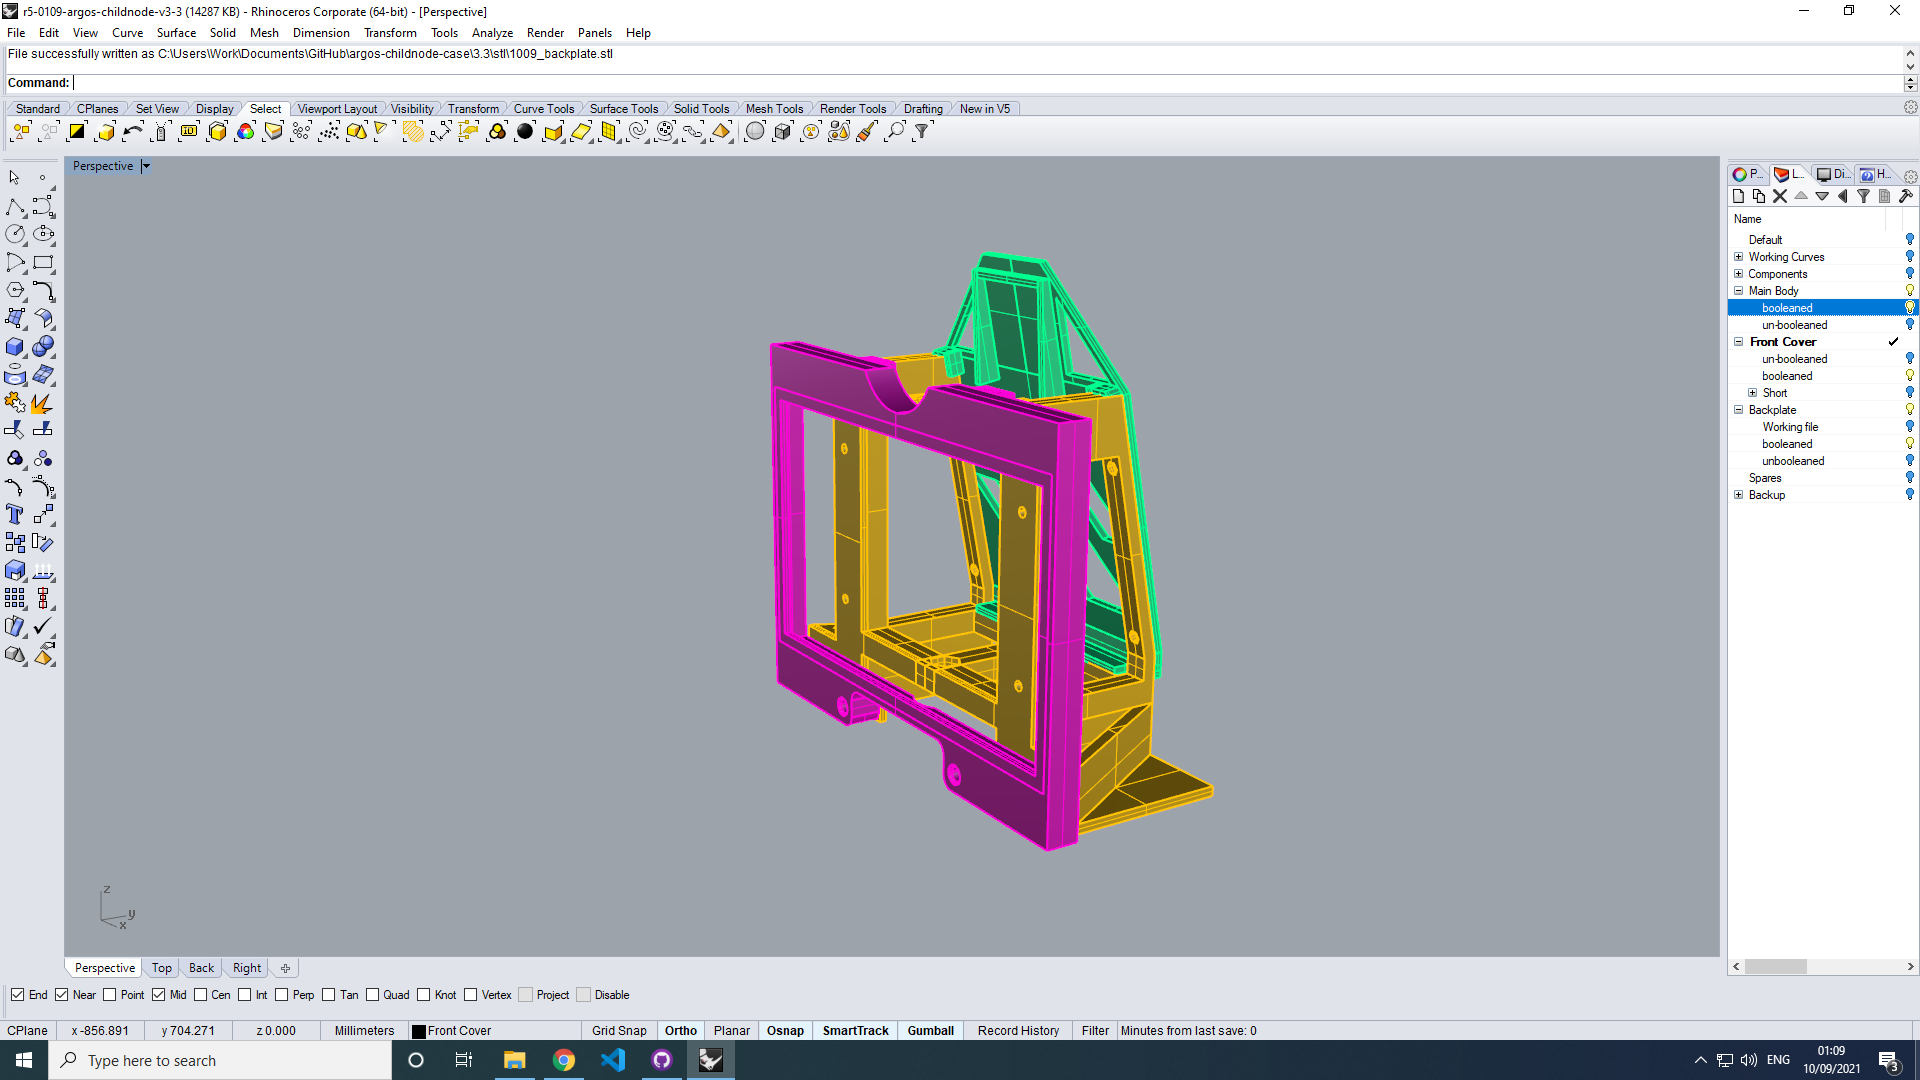 r5-0109-argos-childnode-v3-3 (14287 KB) - Rhinoceros Corporate (64-bit) - [Perspective]
File Edit View Curve Surface Solid Mesh Dimension Transform Tools Analyze Render Panels Help
File successfully written as C:\Users\Work\Documents\GitHub\argos-childnode-case\3.3\stl\1009_backplate.stl
Command:
Standard CPlanes Set View Display Select Viewport Layout Visibility Transform Curve Tools Surface Tools Solid Tools Mesh Tools Render Tools Drafting New in V5
Perspective
P... L... Di... H...
Name
Default
Working Curves
Components
Main Body
booleaned
un-booleaned
Front Cover
un-booleaned
booleaned
Short
Backplate
Working file
booleaned
unbooleaned
Spares
Backup
z
y
x
Perspective Top Back Right
End Near Point Mid Cen Int Perp Tan Quad Knot Vertex Project Disable
CPlane x -856.891 y 704.271 z 0.000 Millimeters Front Cover Grid Snap Ortho Planar Osnap SmartTrack Gumball Record History Filter Minutes from last save: 0
Type here to search
ENG
01:09
10/09/2021
3